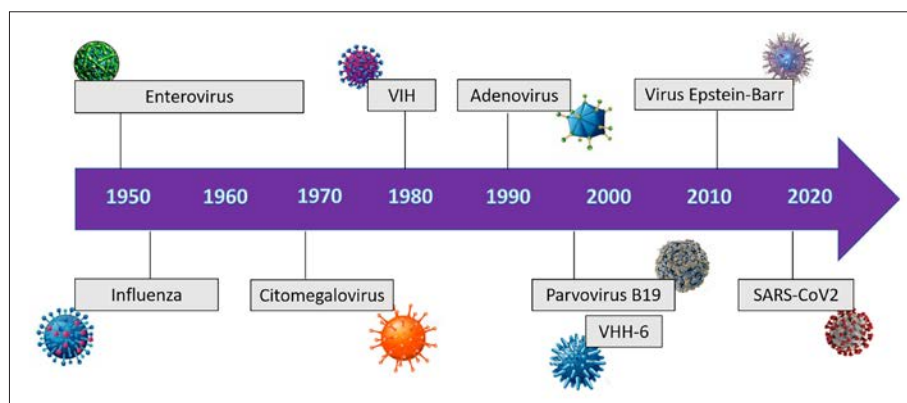 Enterovirus
VIH
Adenovirus
Virus Epstein-Barr
1950 1960 1970 1980 1990 2000 2010 2020
Influenza
Citomegalovirus
Parvovirus B19
SARS-CoV2
VHH-6